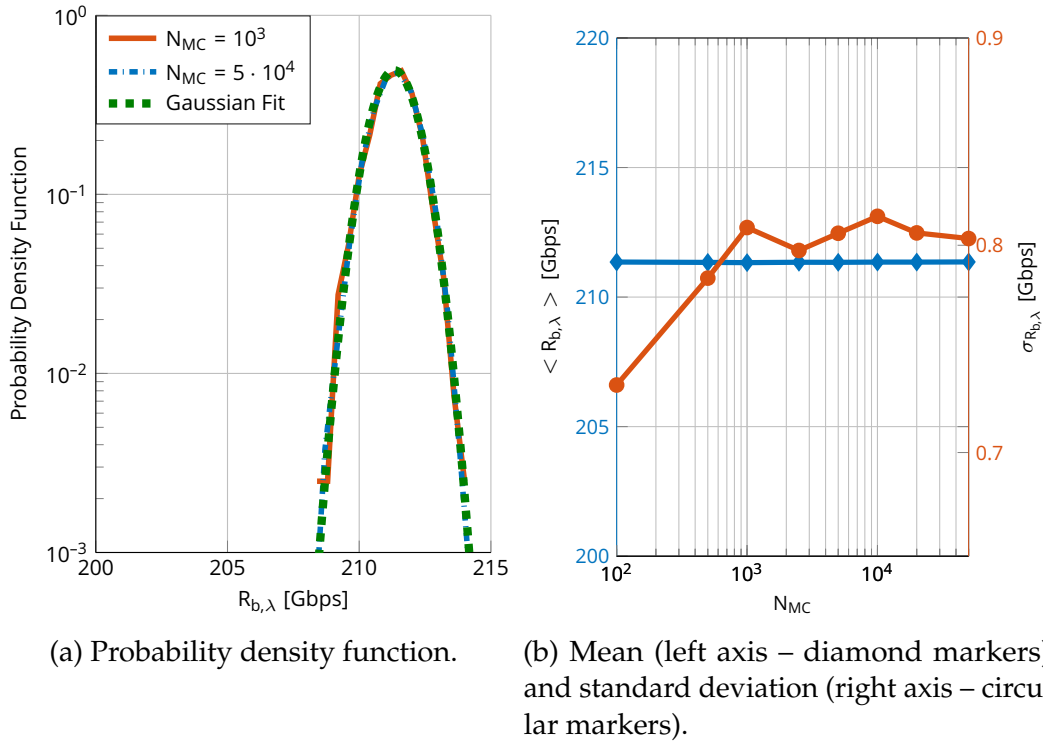 10^0
10^−1
10^−2
10^−3
Probability Density Function
N_MC = 10^3
N_MC = 5 · 10^4
Gaussian Fit
200
205
210
215
R_b,λ [Gbps]
220
215
210
205
200
< R_b,λ > [Gbps]
0.9
0.8
0.7
σ_R_b,λ [Gbps]
10^2
10^3
10^4
N_MC
(a) Probability density function.
(b) Mean (left axis – diamond markers)
and standard deviation (right axis – circu-
lar markers).